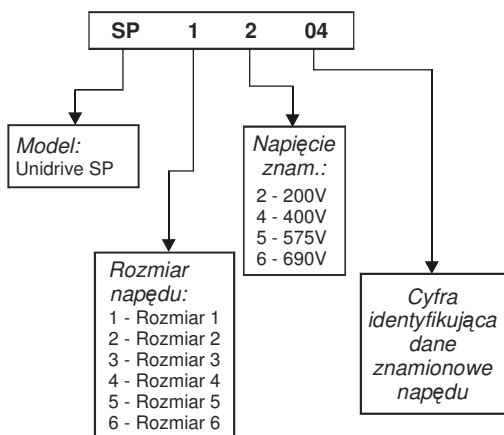 SP 1 2 04
Model:
Unidrive SP
Napięcie
znam.:
2 - 200V
4 - 400V
5 - 575V
6 - 690V
Rozmiar
napędu:
1 - Rozmiar 1
2 - Rozmiar 2
3 - Rozmiar 3
4 - Rozmiar 4
5 - Rozmiar 5
6 - Rozmiar 6
Cyfra
identyfikująca
dane
znamionowe
napędu